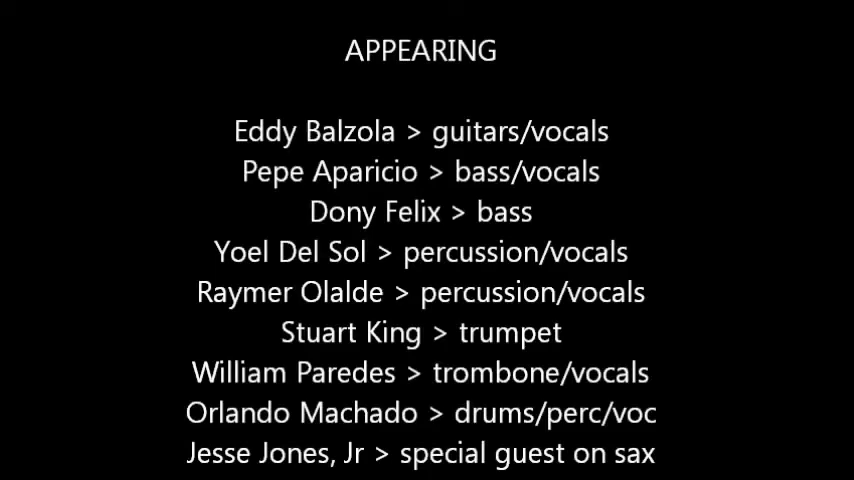 APPEARING
Eddy Balzola > guitars/vocals
Pepe Aparicio > bass/vocals
Dony Felix > bass
Yoel Del Sol > percussion/vocals
Raymer Olalde > percussion/vocals
Stuart King > trumpet
William Paredes > trombone/vocals
Orlando Machado > drums/perc/voc
Jesse Jones, Jr > special guest on sax